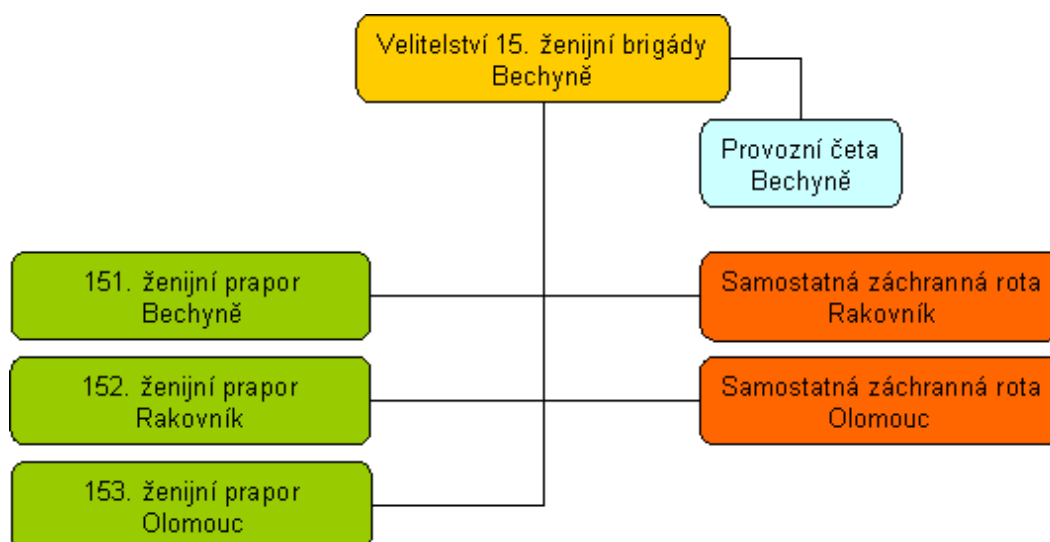 Velitelství 15. ženijní brigády
Bechyně
Provozní četa
Bechyně
151. ženijní prapor
Bechyně
Samostatná záchranná rota
Rakovník
152. ženijní prapor
Rakovník
Samostatná záchranná rota
Olomouc
153. ženijní prapor
Olomouc